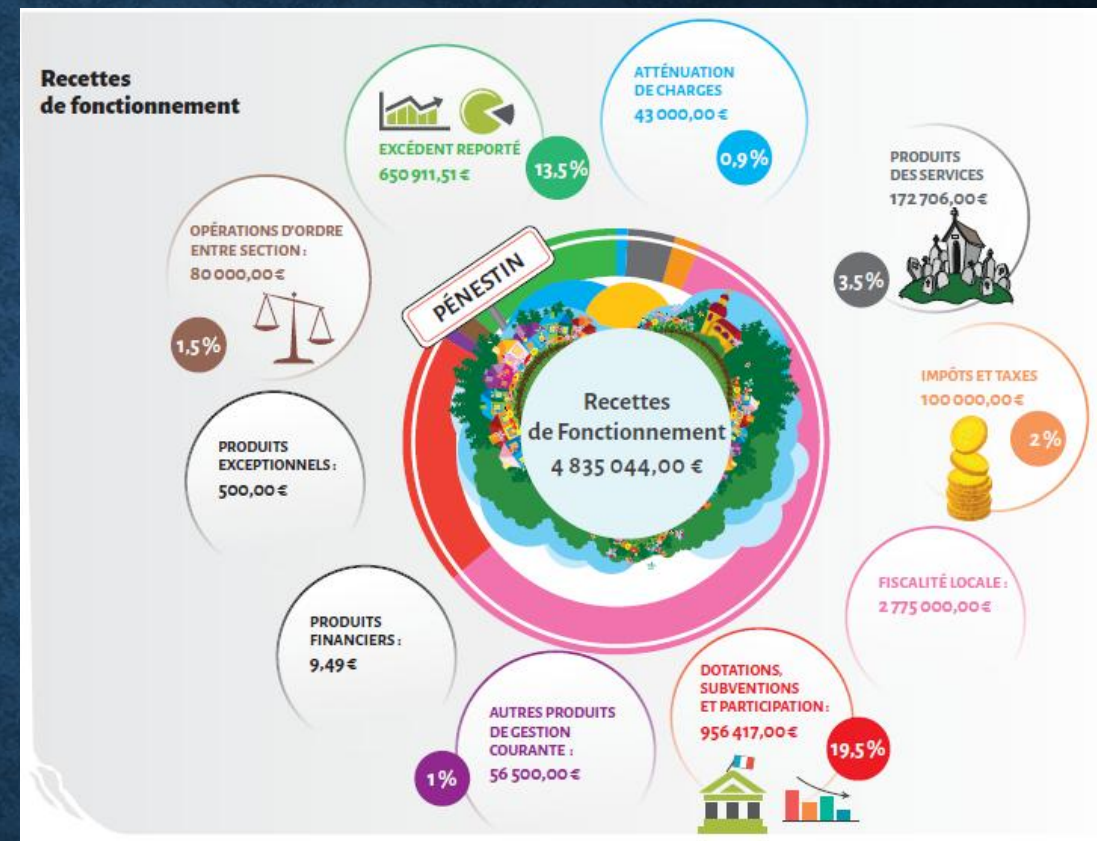 Recettes
de fonctionnement
EXCÉDENT REPORTÉ
650 911,51 €
13,5%
ATTÉNUATION
DE CHARGES
43 000,00 €
0,9%
PRODUITS
DES SERVICES
172 706,00 €
3,5%
IMPÔTS ET TAXES
100 000,00 €
2%
FISCALITÉ LOCALE :
2 775 000,00 €
DOTATIONS,
SUBVENTIONS
ET PARTICIPATION :
956 417,00 €
19,5%
AUTRES PRODUITS
DE GESTION
COURANTE :
56 500,00 €
1%
PRODUITS
FINANCIERS :
9,49 €
PRODUITS
EXCEPTIONNELS :
500,00 €
OPÉRATIONS D'ORDRE
ENTRE SECTION :
80 000,00 €
1,5%
PÉNESTIN
Recettes
de Fonctionnement
4 835 044,00 €